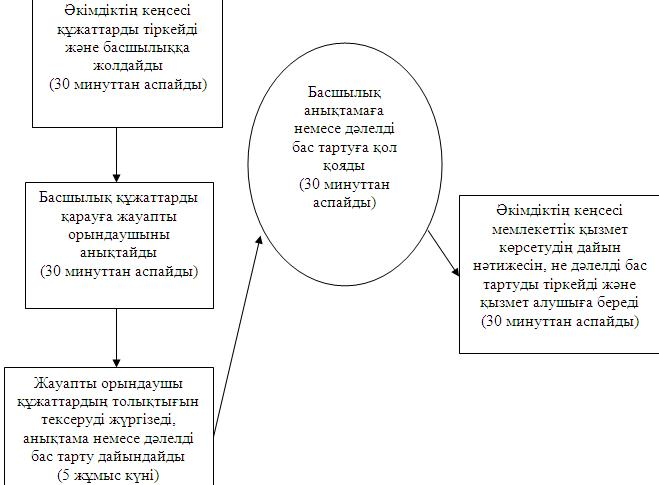 Әкімдіктің кеңсесі
құжаттарды тіркейді
және басшылыққа
жолдайды
(30 минуттан аспайды)
Басшылық құжаттарды
қарауға жауапты
орындаушыны
анықтайды
(30 минуттан аспайды)
Жауапты орындаушы
құжаттардың толықтығын
тексеруді жүргізеді,
анықтама немесе дәлелді
бас тарту дайындайды
(5 жұмыс күні)
Басшылық
анықтамаға
немесе дәлелді
бас тартуға қол
қояды
(30 минуттан
аспайды)
Әкімдіктің кеңсесі
мемлекеттік қызмет
көрсетудің дайын
нәтижесін, не дәлелді бас
тартуды тіркейді және
қызмет алушыға береді
(30 минуттан аспайды)